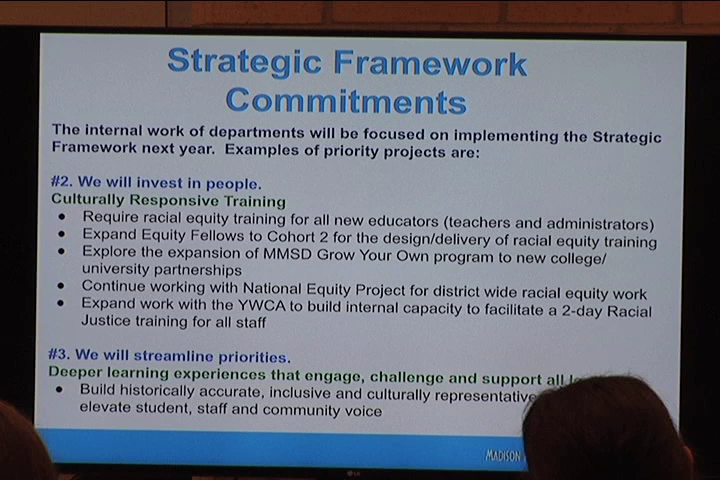 Strategic Framework
Commitments
The internal work of departments will be focused on implementing the Strategic
Framework next year. Examples of priority projects are:
#2. We will invest in people.
Culturally Responsive Training
● Require racial equity training for all new educators (teachers and administrators)
● Expand Equity Fellows to Cohort 2 for the design/delivery of racial equity training
● Explore the expansion of MMSD Grow Your Own program to new college/
university partnerships
● Continue working with National Equity Project for district wide racial equity work
● Expand work with the YWCA to build internal capacity to facilitate a 2-day Racial
Justice training for all staff
#3. We will streamline priorities.
Deeper learning experiences that engage, challenge and support all
● Build historically accurate, inclusive and culturally representative
elevate student, staff and community voice
MADISON
LG